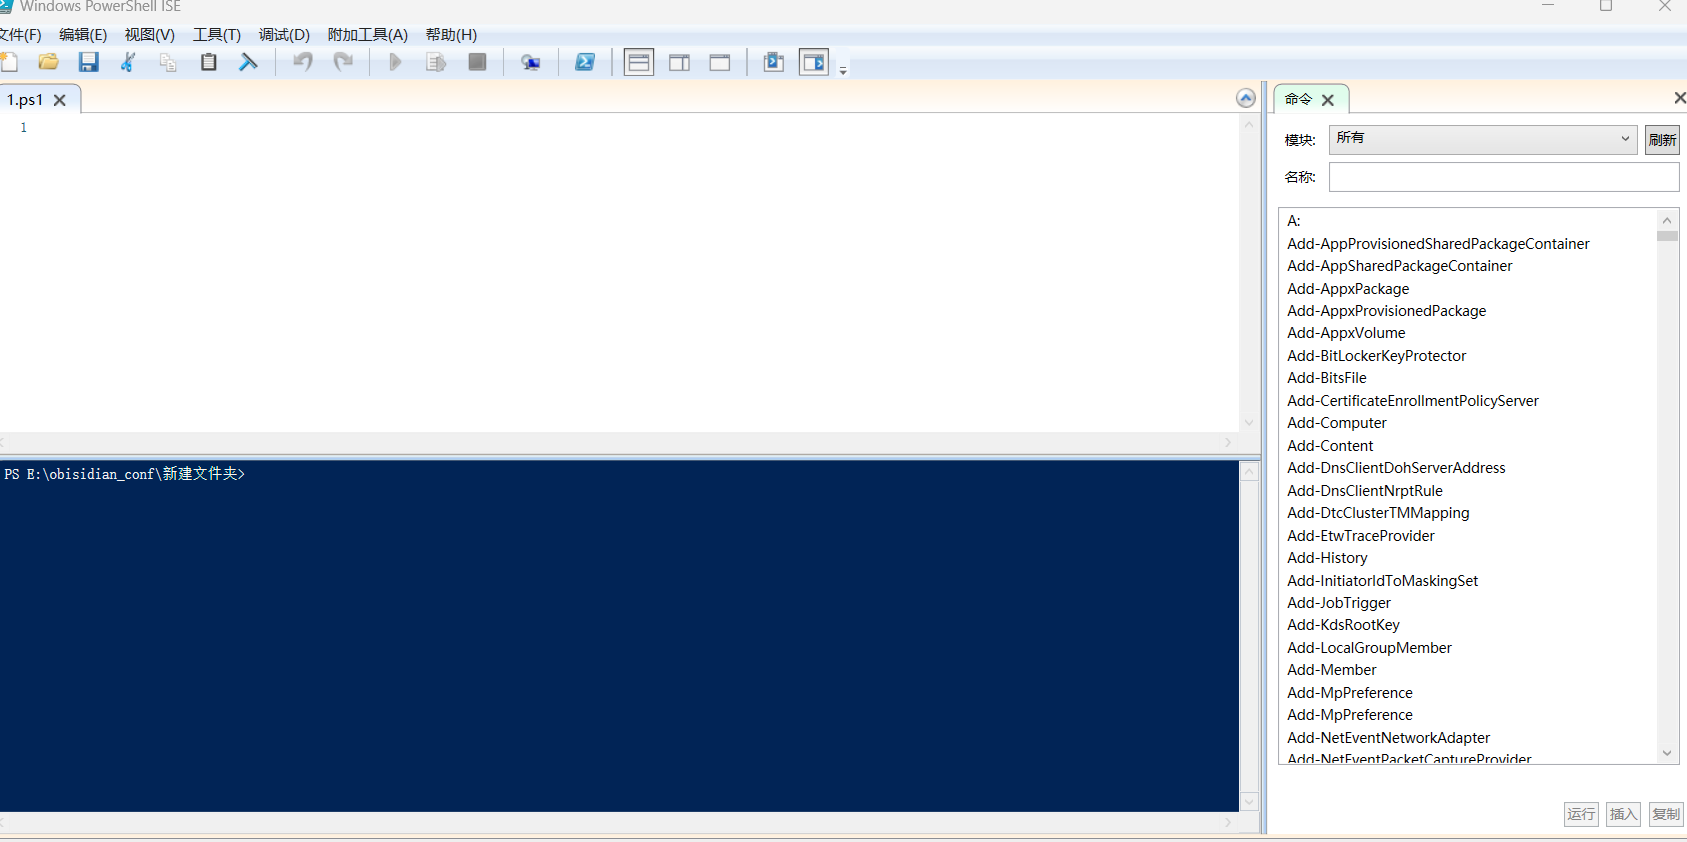 Windows PowerShell ISE
文件(F) 编辑(E) 视图(V) 工具(T) 调试(D) 附加工具(A) 帮助(H)
1.ps1
1
PS E:\obisidian_conf\新建文件夹>
命令
模块: 所有 刷新
名称:
A:
Add-AppProvisionedSharedPackageContainer
Add-AppSharedPackageContainer
Add-AppxPackage
Add-AppxProvisionedPackage
Add-AppxVolume
Add-BitLockerKeyProtector
Add-BitsFile
Add-CertificateEnrollmentPolicyServer
Add-Computer
Add-Content
Add-DnsClientDohServerAddress
Add-DnsClientNrptRule
Add-DtcClusterTMMapping
Add-EtwTraceProvider
Add-History
Add-InitiatorIdToMaskingSet
Add-JobTrigger
Add-KdsRootKey
Add-LocalGroupMember
Add-Member
Add-MpPreference
Add-MpPreference
Add-NetEventNetworkAdapter
Add-NetEventPacketCaptureProvider
运行 插入 复制